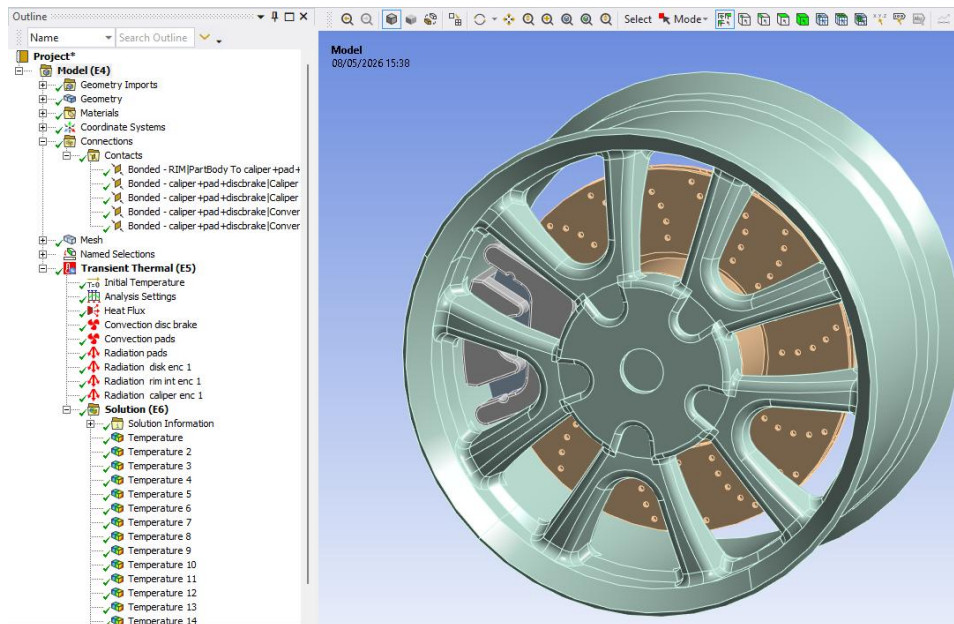 Outline
Name
Search Outline
Project*
Model (E4)
Geometry Imports
Geometry
Materials
Coordinate Systems
Connections
Contacts
Bonded - RIM|PartBody To caliper+pad+
Bonded - caliper+pad+discbrake|Caliper
Bonded - caliper+pad+discbrake|Caliper
Bonded - caliper+pad+discbrake|Conver
Bonded - caliper+pad+discbrake|Conver
Mesh
Named Selections
Transient Thermal (E5)
Initial Temperature
Analysis Settings
Heat Flux
Convection disc brake
Convection pads
Radiation pads
Radiation disk enc 1
Radiation rim int enc 1
Radiation caliper enc 1
Solution (E6)
Solution Information
Temperature
Temperature 2
Temperature 3
Temperature 4
Temperature 5
Temperature 6
Temperature 7
Temperature 8
Temperature 9
Temperature 10
Temperature 11
Temperature 12
Temperature 13
Temperature 14
Select Mode
Model
08/05/2026 15:38